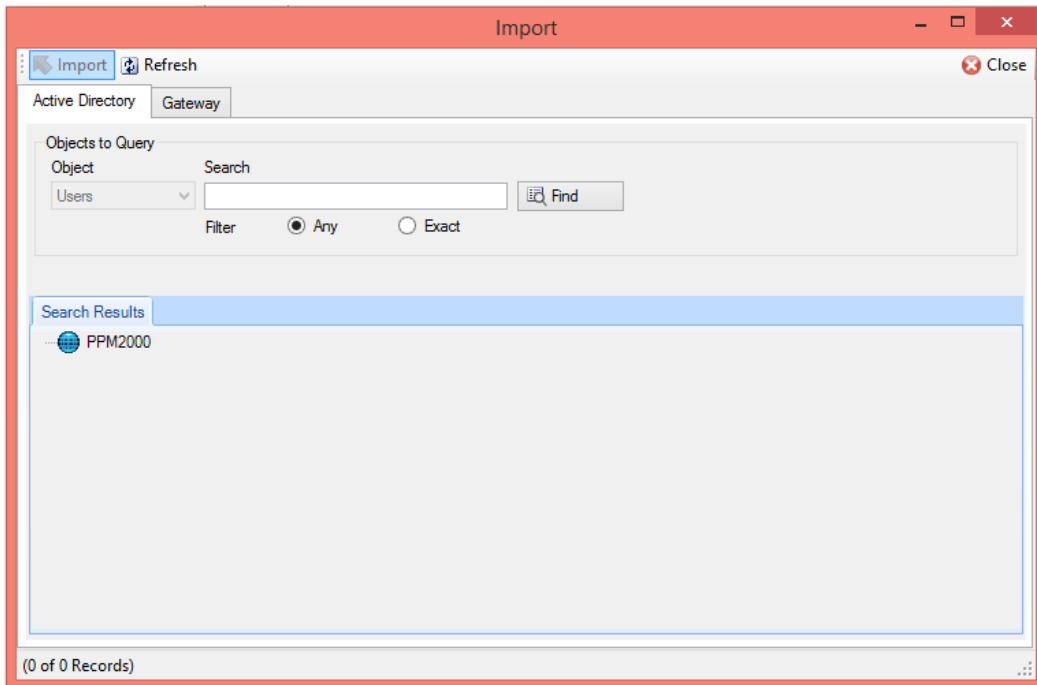 Import
Import Refresh Close
Active Directory Gateway
Objects to Query
Object Search
Users Find
Filter Any Exact
Search Results
PPM2000
(0 of 0 Records)